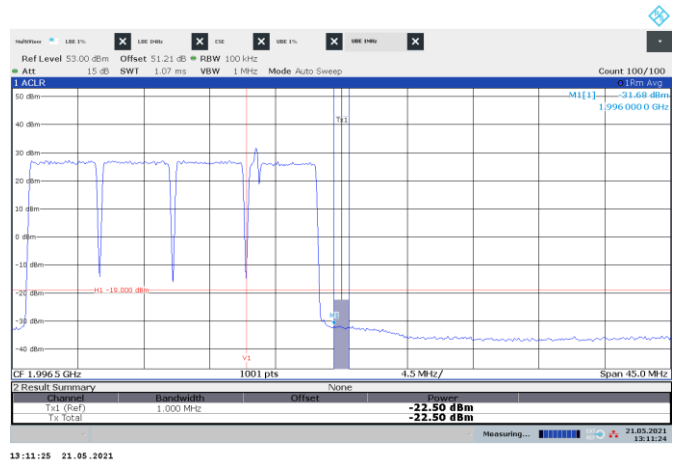 MultiView LBE 1% X LBE 1MHz X CSE X UBE 1% X UBE 1MHz X
Ref Level 53.00 dBm Offset 51.21 dB RBW 100 kHz
Att 15 dB SWT 1.07 ms VBW 1 MHz Mode Auto Sweep Count 100/100
1 ACLR 1Rm Avg
50 dBm M1[1] -31.68 dBm
1.996 000 0 GHz
Tx1
40 dBm
30 dBm
20 dBm
10 dBm
0 dBm
-10 dBm
-20 dBm H1 -19.000 dBm
-30 dBm M1
-40 dBm
V1
CF 1.9965 GHz 1001 pts 4.5 MHz/ Span 45.0 MHz
2 Result Summary None
Channel Bandwidth Offset Power
Tx1 (Ref) 1.000 MHz -22.50 dBm
Tx Total -22.50 dBm
Measuring... 21.05.2021
13:11:24
13:11:25 21.05.2021